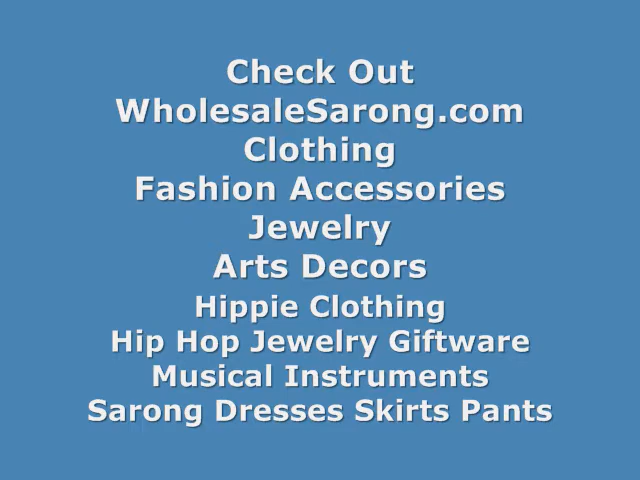 Check Out
WholesaleSarong.com
Clothing
Fashion Accessories
Jewelry
Arts Decors
Hippie Clothing
Hip Hop Jewelry Giftware
Musical Instruments
Sarong Dresses Skirts Pants